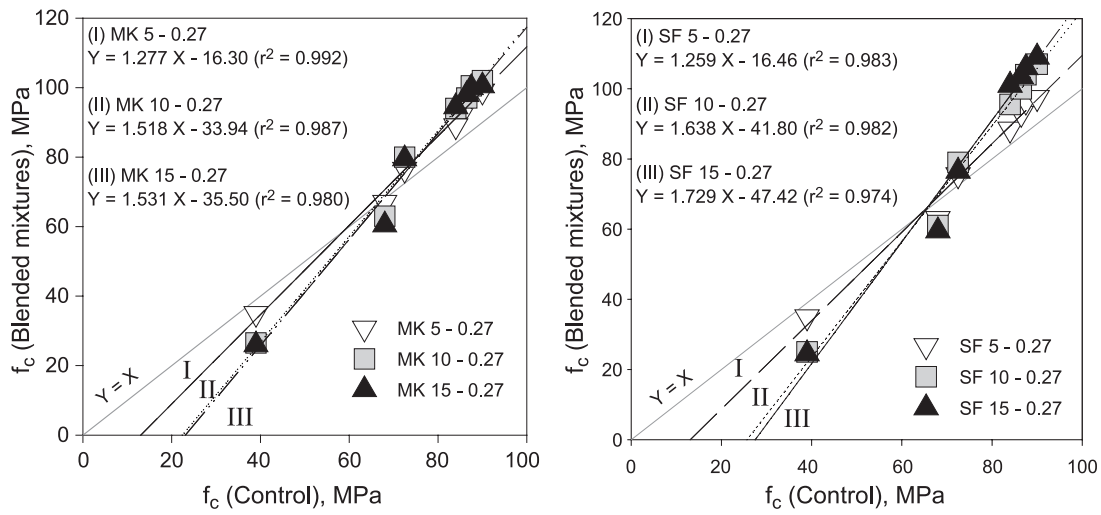 (I) MK 5 - 0.27
Y = 1.277 X - 16.30 (r² = 0.992)
(II) MK 10 - 0.27
Y = 1.518 X - 33.94 (r² = 0.987)
(III) MK 15 - 0.27
Y = 1.531 X - 35.50 (r² = 0.980)
f_c (Blended mixtures), MPa
120
100
80
60
40
20
0
Y = X
I
II
III
MK 5 - 0.27
MK 10 - 0.27
MK 15 - 0.27
0 20 40 60 80 100
f_c (Control), MPa
(I) SF 5 - 0.27
Y = 1.259 X - 16.46 (r² = 0.983)
(II) SF 10 - 0.27
Y = 1.638 X - 41.80 (r² = 0.982)
(III) SF 15 - 0.27
Y = 1.729 X - 47.42 (r² = 0.974)
f_c (Blended mixtures), MPa
120
100
80
60
40
20
0
Y = X
I
II
III
SF 5 - 0.27
SF 10 - 0.27
SF 15 - 0.27
0 20 40 60 80 100
f_c (Control), MPa